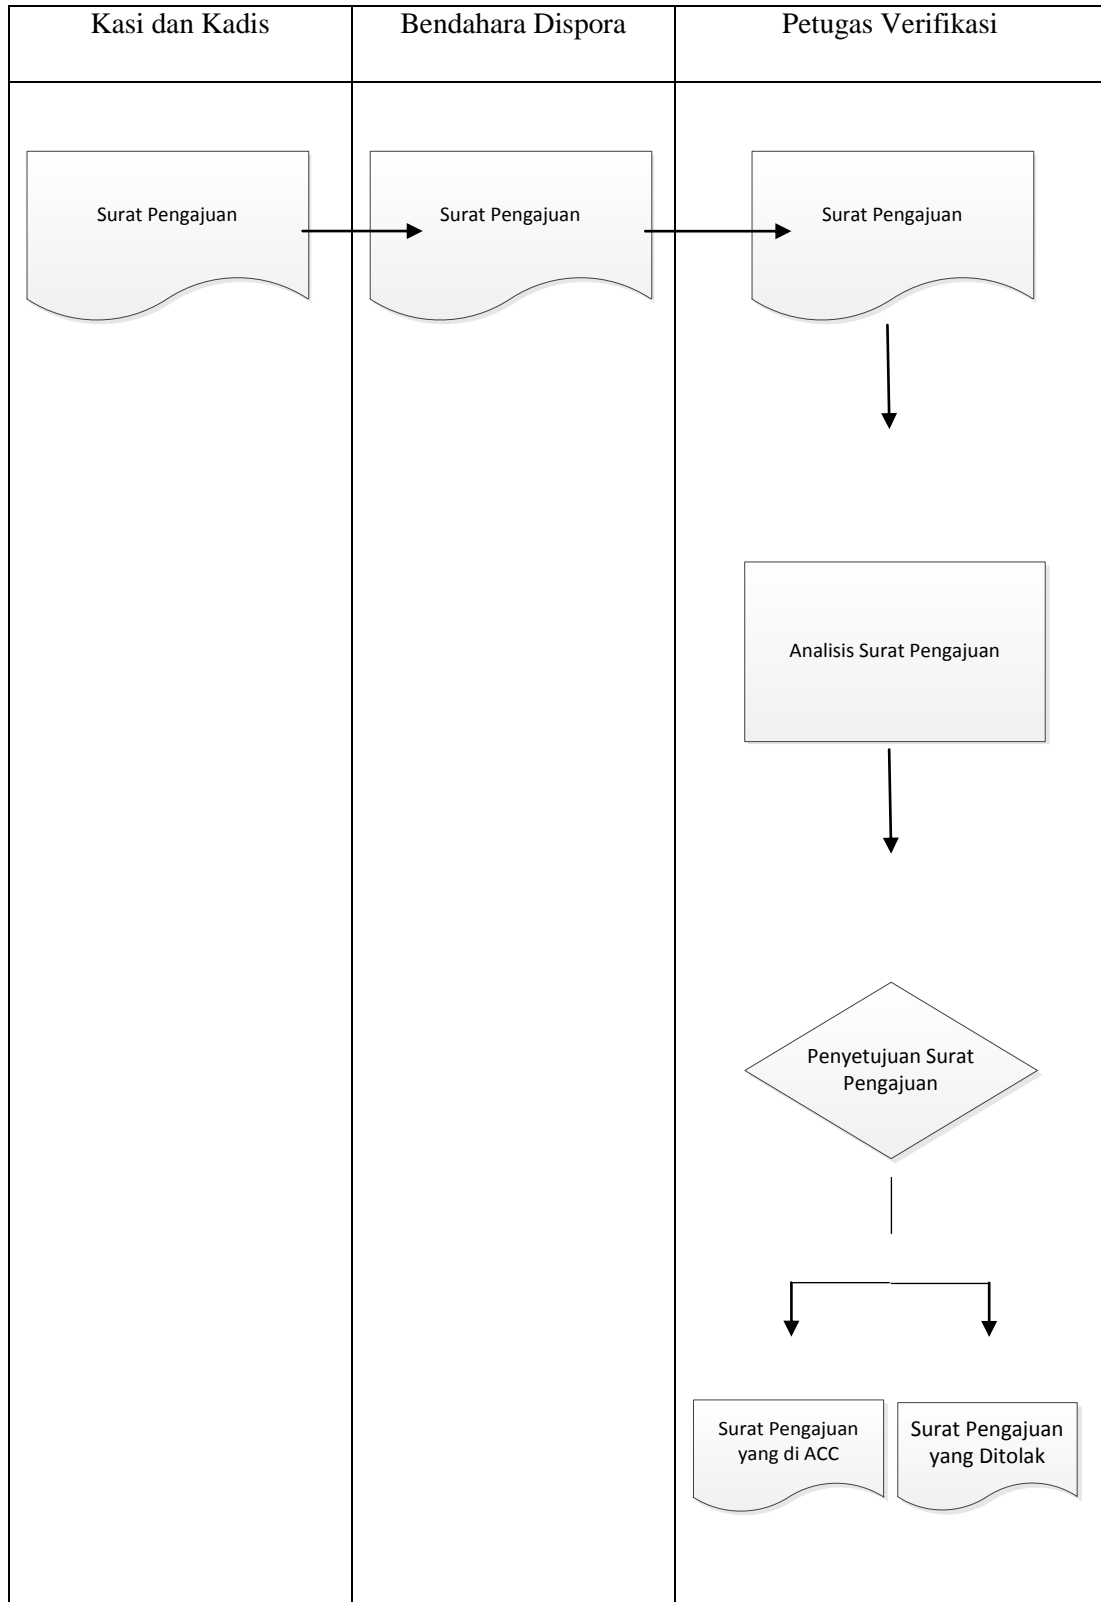 Kasi dan Kadis
Bendahara Dispora
Petugas Verifikasi
Surat Pengajuan
Surat Pengajuan
Surat Pengajuan
Analisis Surat Pengajuan
Penyetujuan Surat
Pengajuan
Surat Pengajuan
yang di ACC
Surat Pengajuan
yang Ditolak